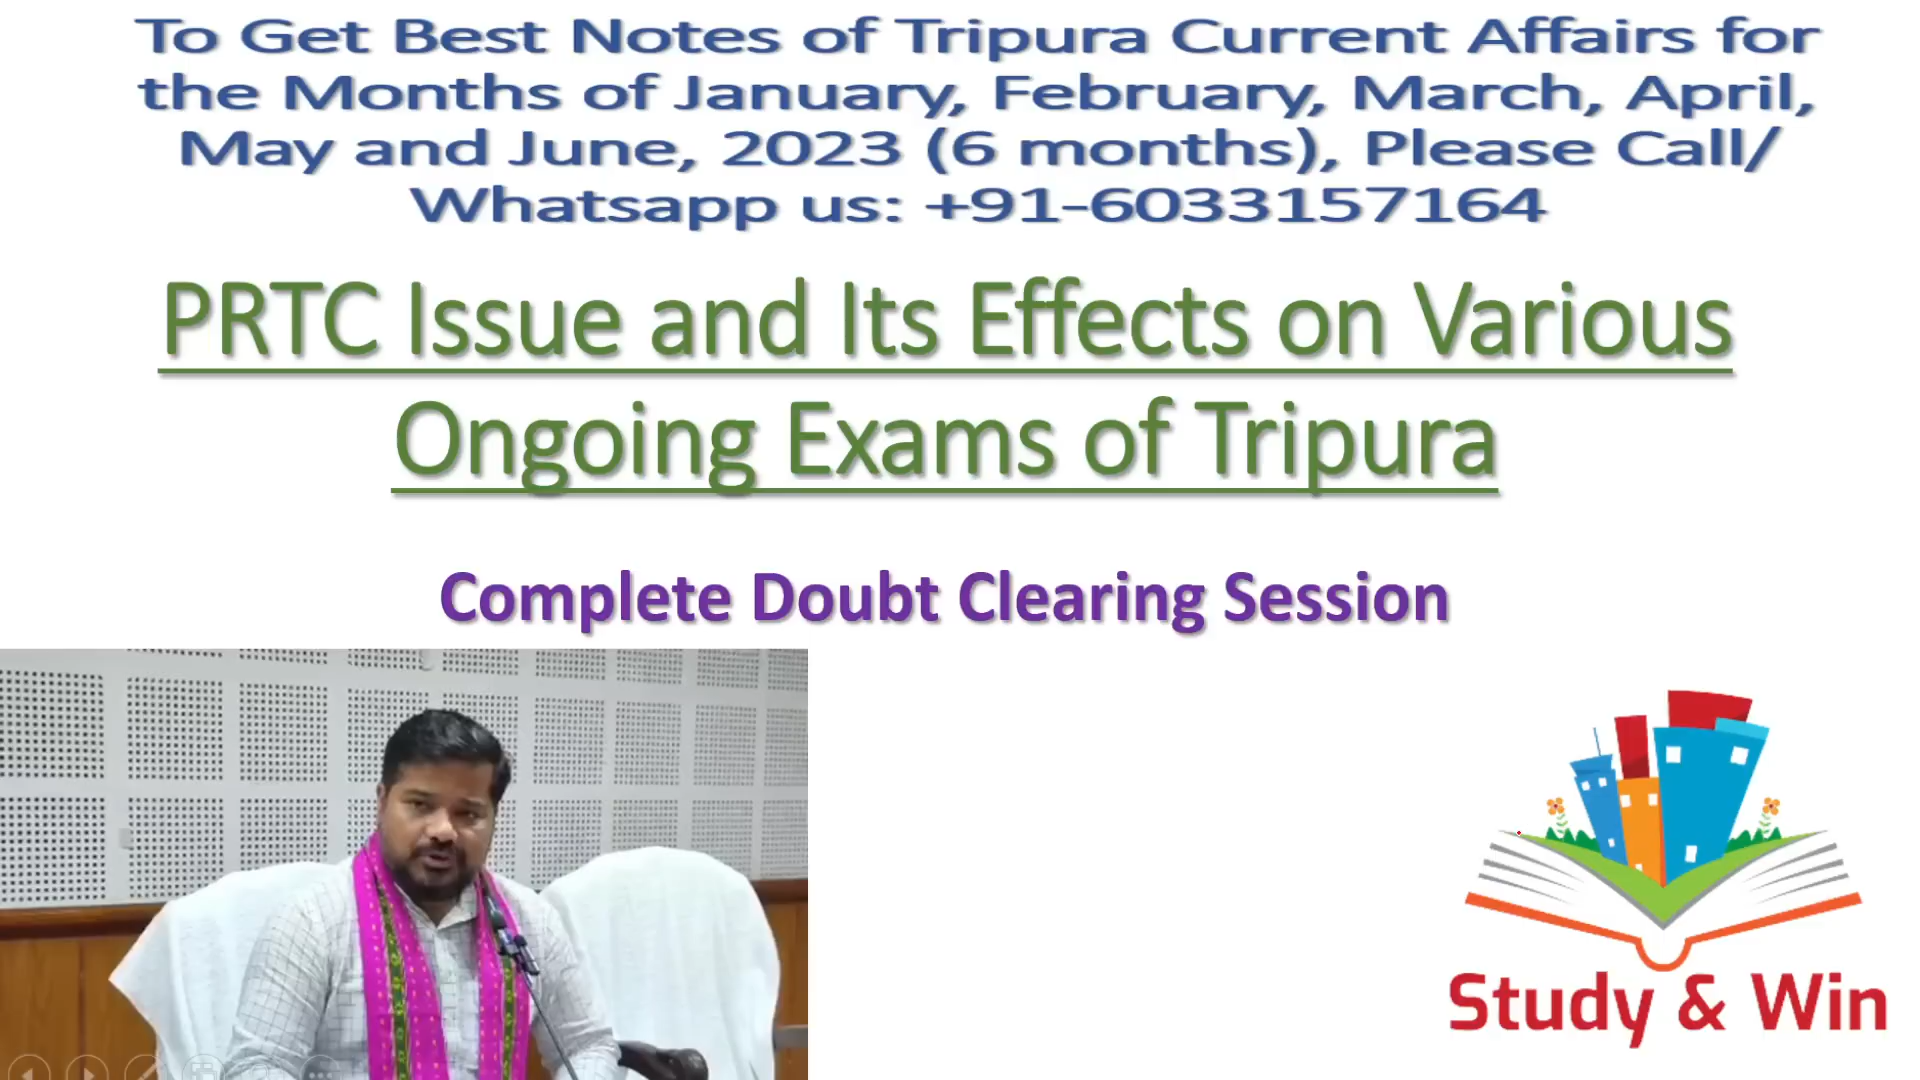 To Get Best Notes of Tripura Current Affairs for
the Months of January, February, March, April,
May and June, 2023 (6 months), Please Call/
Whatsapp us: +91-6033157164
PRTC Issue and Its Effects on Various
Ongoing Exams of Tripura
Complete Doubt Clearing Session
Study & Win